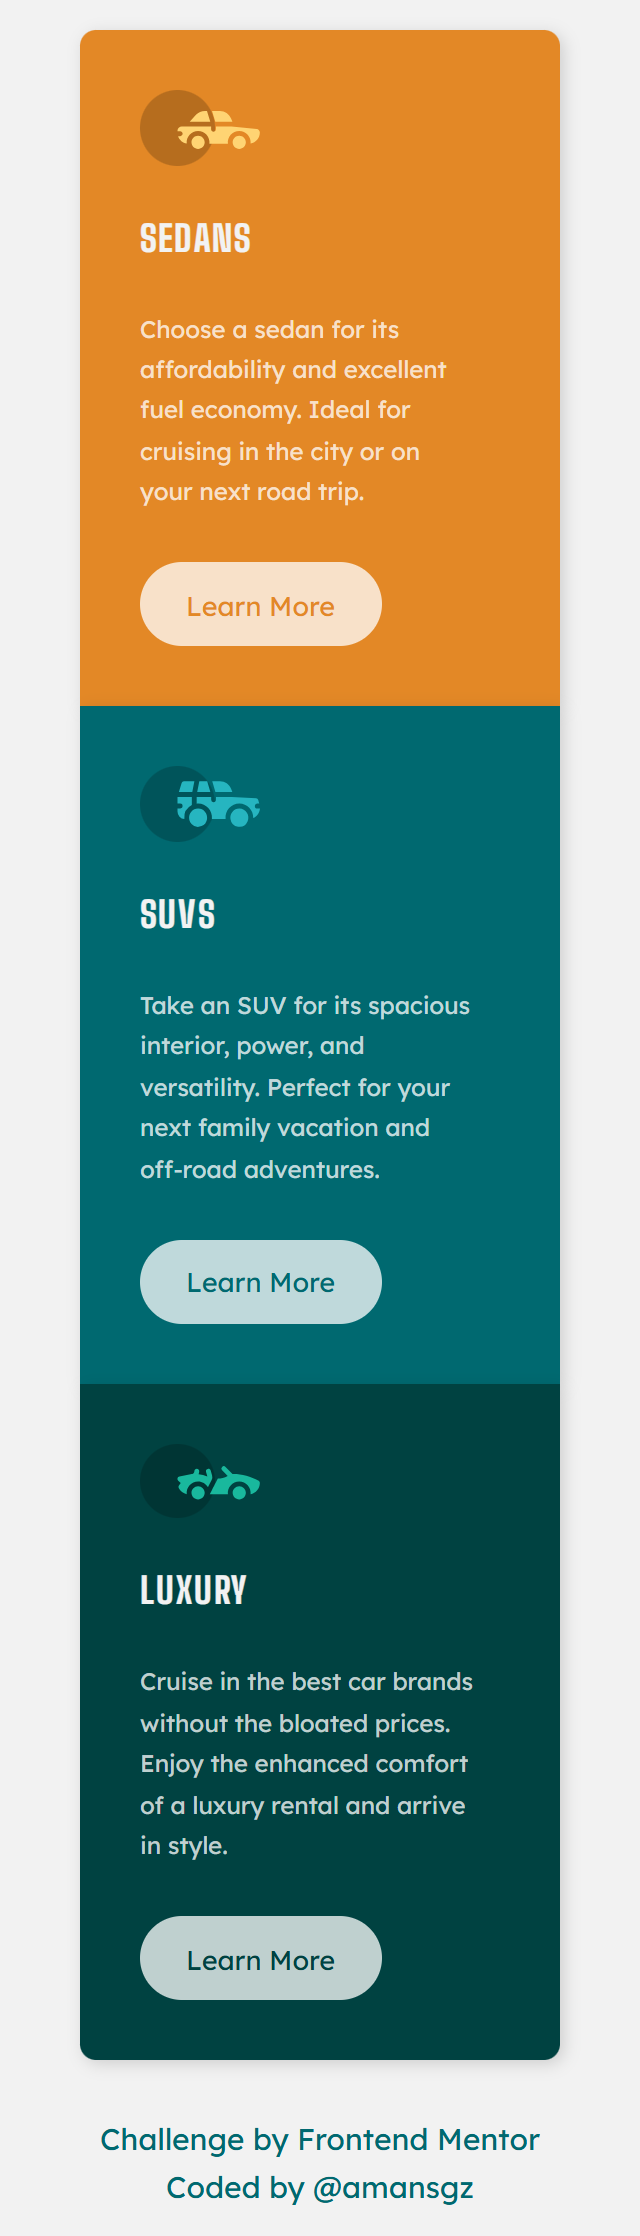 SEDANS
Choose a sedan for its
affordability and excellent
fuel economy. Ideal for
cruising in the city or on
your next road trip.
Learn More
SUVS
Take an SUV for its spacious
interior, power, and
versatility. Perfect for your
next family vacation and
off-road adventures.
Learn More
LUXURY
Cruise in the best car brands
without the bloated prices.
Enjoy the enhanced comfort
of a luxury rental and arrive
in style.
Learn More
Challenge by Frontend Mentor
Coded by @amansgz